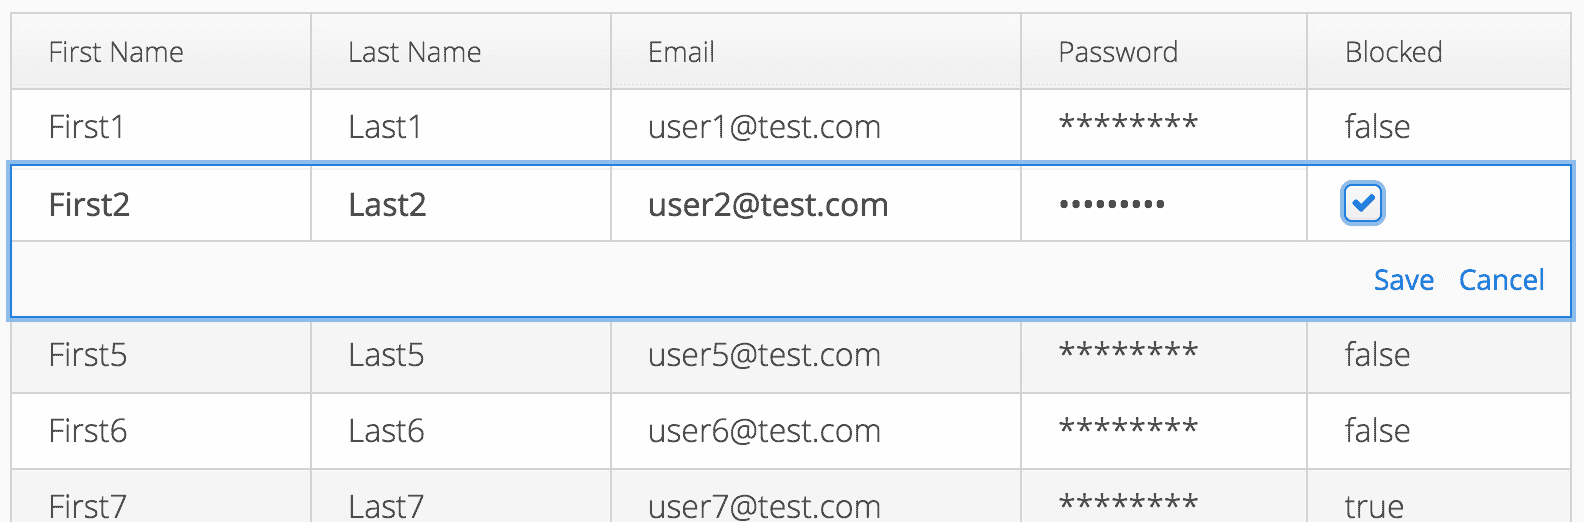 First Name Last Name Email Password Blocked
First1 Last1 user1@test.com ******** false
First2 Last2 user2@test.com •••••••••
Save Cancel
First5 Last5 user5@test.com ******** false
First6 Last6 user6@test.com ******** false
First7 Last7 user7@test.com ******** true